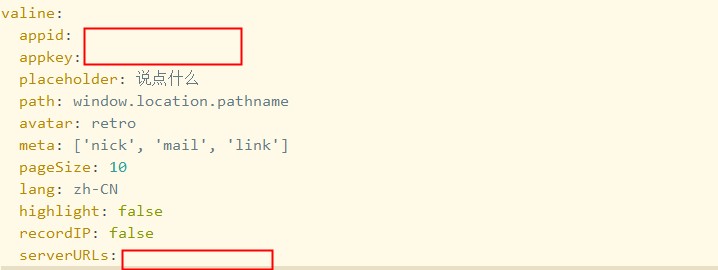 valine:
appid:
appkey:
placeholder: 说点什么
path: window.location.pathname
avatar: retro
meta: ['nick', 'mail', 'link']
pageSize: 10
lang: zh-CN
highlight: false
recordIP: false
serverURLs: